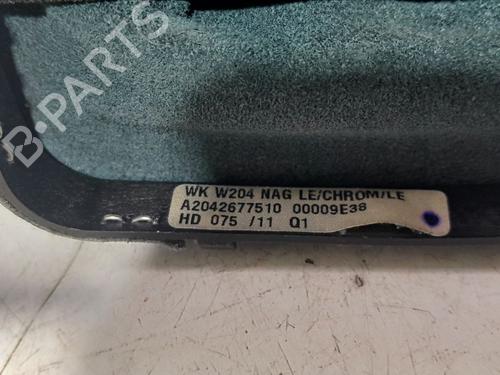 WK W204 NAG LE/CHROM/LE
A2042677510 00009E38
HD 075 /11 Q1
B-PARTS